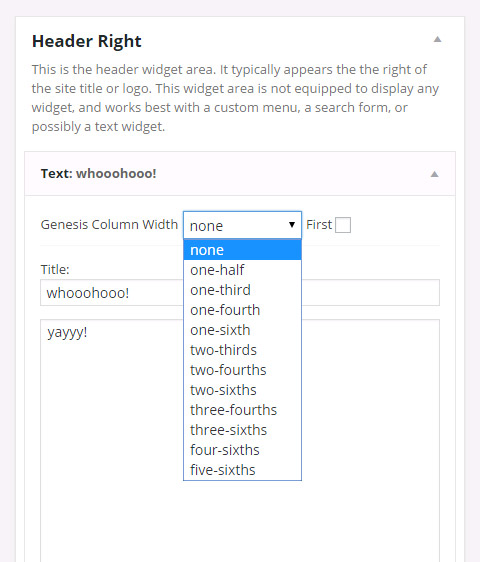 Header Right
This is the header widget area. It typically appears the the right of
the site title or logo. This widget area is not equipped to display any
widget, and works best with a custom menu, a search form, or
possibly a text widget.
Text: whooohooo!
Genesis Column Width none First
none
one-half
one-third
one-fourth
one-sixth
two-thirds
two-fourths
two-sixths
three-fourths
three-sixths
four-sixths
five-sixths
Title:
whooohooo!
yayyy!